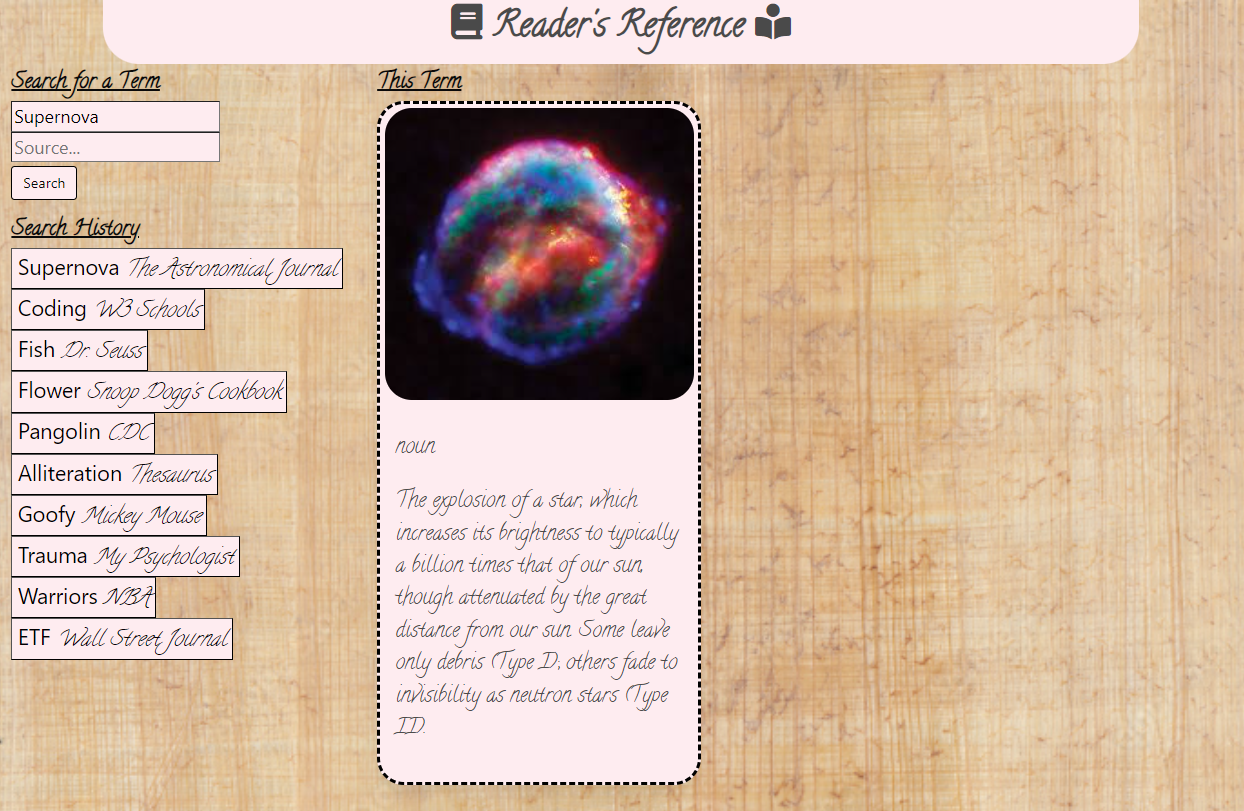 Reader's Reference
Search for a Term
Supernova
Source...
Search
Search History
Supernova The Astronomical Journal
Coding W3 Schools
Fish Dr. Seuss
Flower Snoop Dogg's Cookbook
Pangolin CDC
Alliteration Thesaurus
Goofy Mickey Mouse
Trauma My Psychologist
Warriors NBA
ETF Wall Street Journal
This Term
noun
The explosion of a star, which
increases its brightness to typically
a billion times that of our sun,
though attenuated by the great
distance from our sun. Some leave
only debris (Type I); others fade to
invisibility as neutron stars (Type
II).